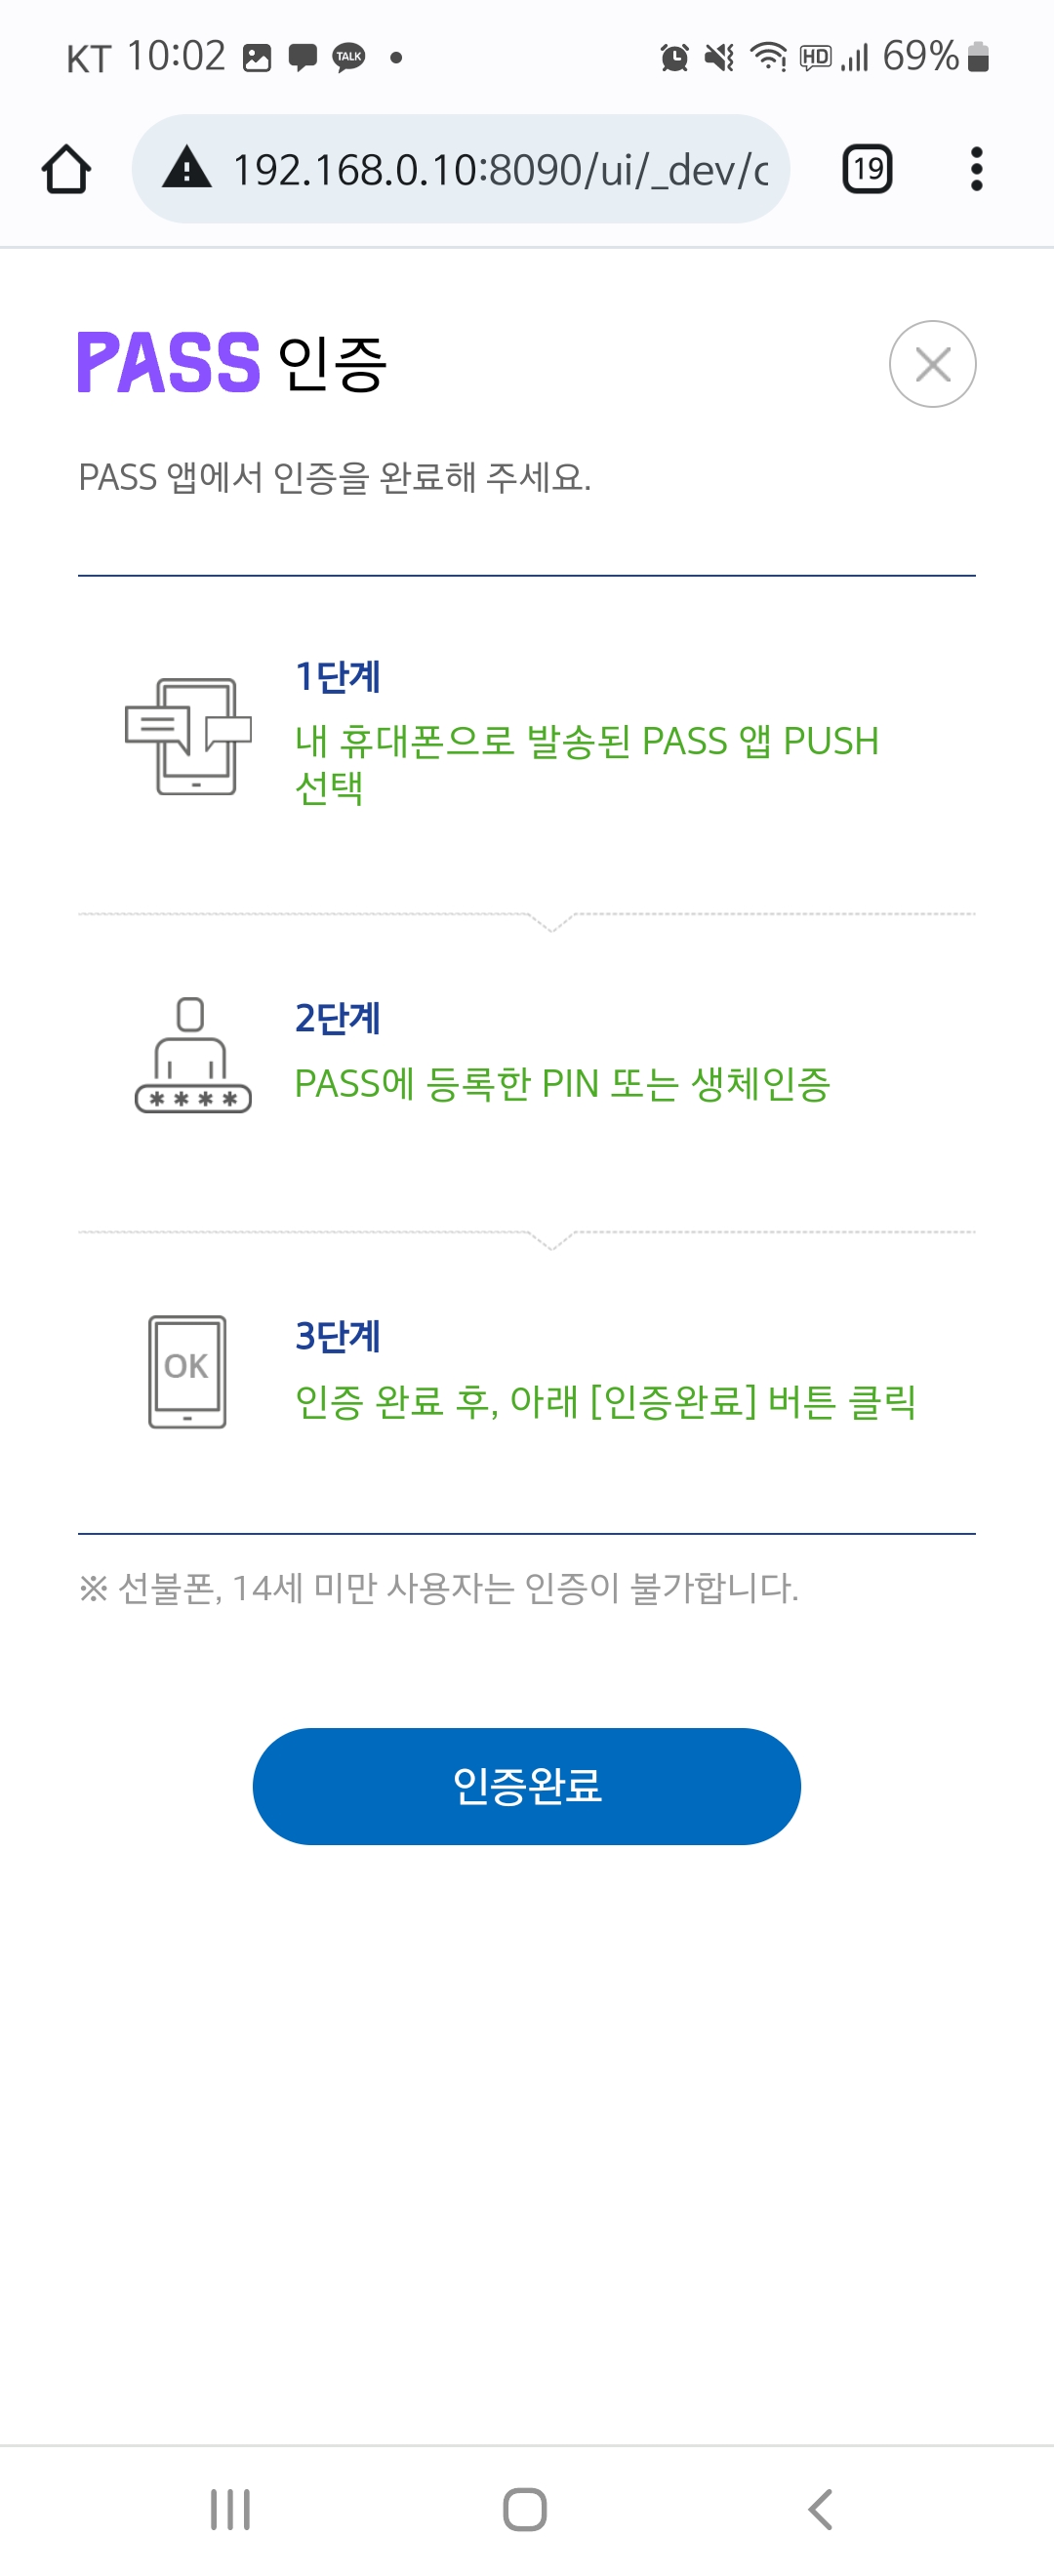 KT 10:02 TALK HD 69%
192.168.0.10:8090/ui/_dev/c 19
PASS 인증
PASS 앱에서 인증을 완료해 주세요.
1단계
내 휴대폰으로 발송된 PASS 앱 PUSH
선택
2단계
PASS에 등록한 PIN 또는 생체인증
****
3단계
OK
인증 완료 후, 아래 [인증완료] 버튼 클릭
※ 선불폰, 14세 미만 사용자는 인증이 불가합니다.
인증완료